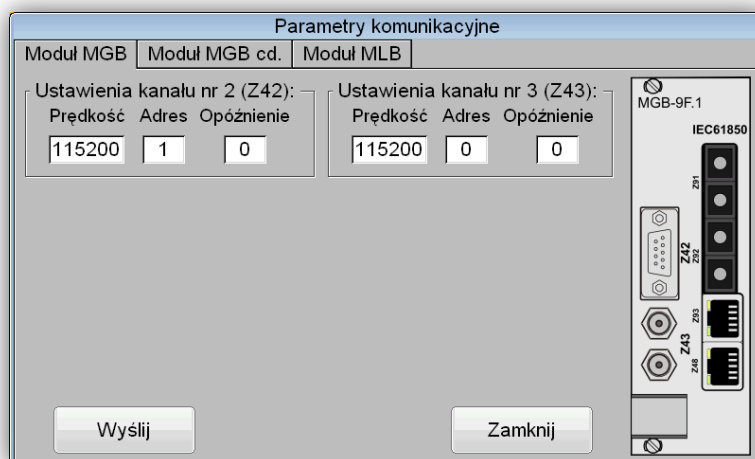 Parametry komunikacyjne
Moduł MGB Moduł MGB cd. Moduł MLB
Ustawienia kanału nr 2 (Z42): Ustawienia kanału nr 3 (Z43):
Prędkość Adres Opóźnienie Prędkość Adres Opóźnienie
115200 1 0 115200 0 0
MGB-9F.1
IEC61850
Z91
Z42
Z92
Z93
Z43
Z48
Wyślij Zamknij